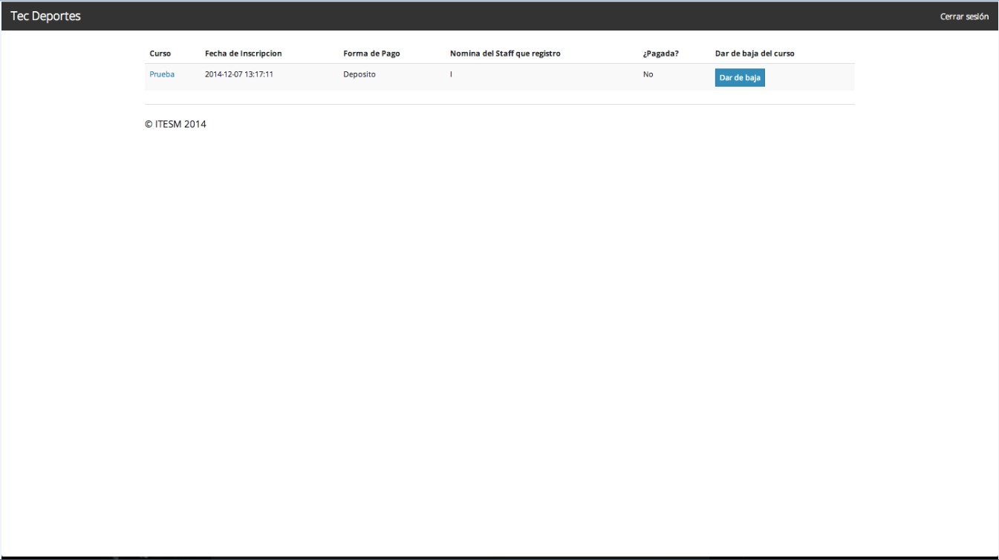 Tec Deportes Cerrar sesión
Curso Fecha de Inscripcion Forma de Pago Nomina del Staff que registro ¿Pagada? Dar de baja del curso
Prueba 2014-12-07 13:17:11 Deposito l No Dar de baja
© ITESM 2014